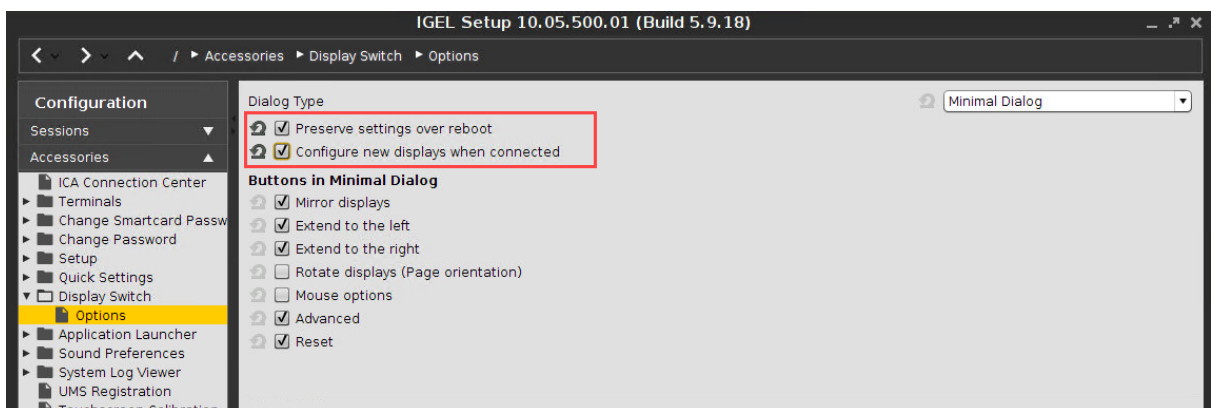 IGEL Setup 10.05.500.01 (Build 5.9.18)
/ Accessories Display Switch Options
Configuration
Sessions
Accessories
ICA Connection Center
Terminals
Change Smartcard Passw
Change Password
Setup
Quick Settings
Display Switch
Options
Application Launcher
Sound Preferences
System Log Viewer
UMS Registration
Touchscreen Calibration
Dialog Type
Minimal Dialog
Preserve settings over reboot
Configure new displays when connected
Buttons in Minimal Dialog
Mirror displays
Extend to the left
Extend to the right
Rotate displays (Page orientation)
Mouse options
Advanced
Reset